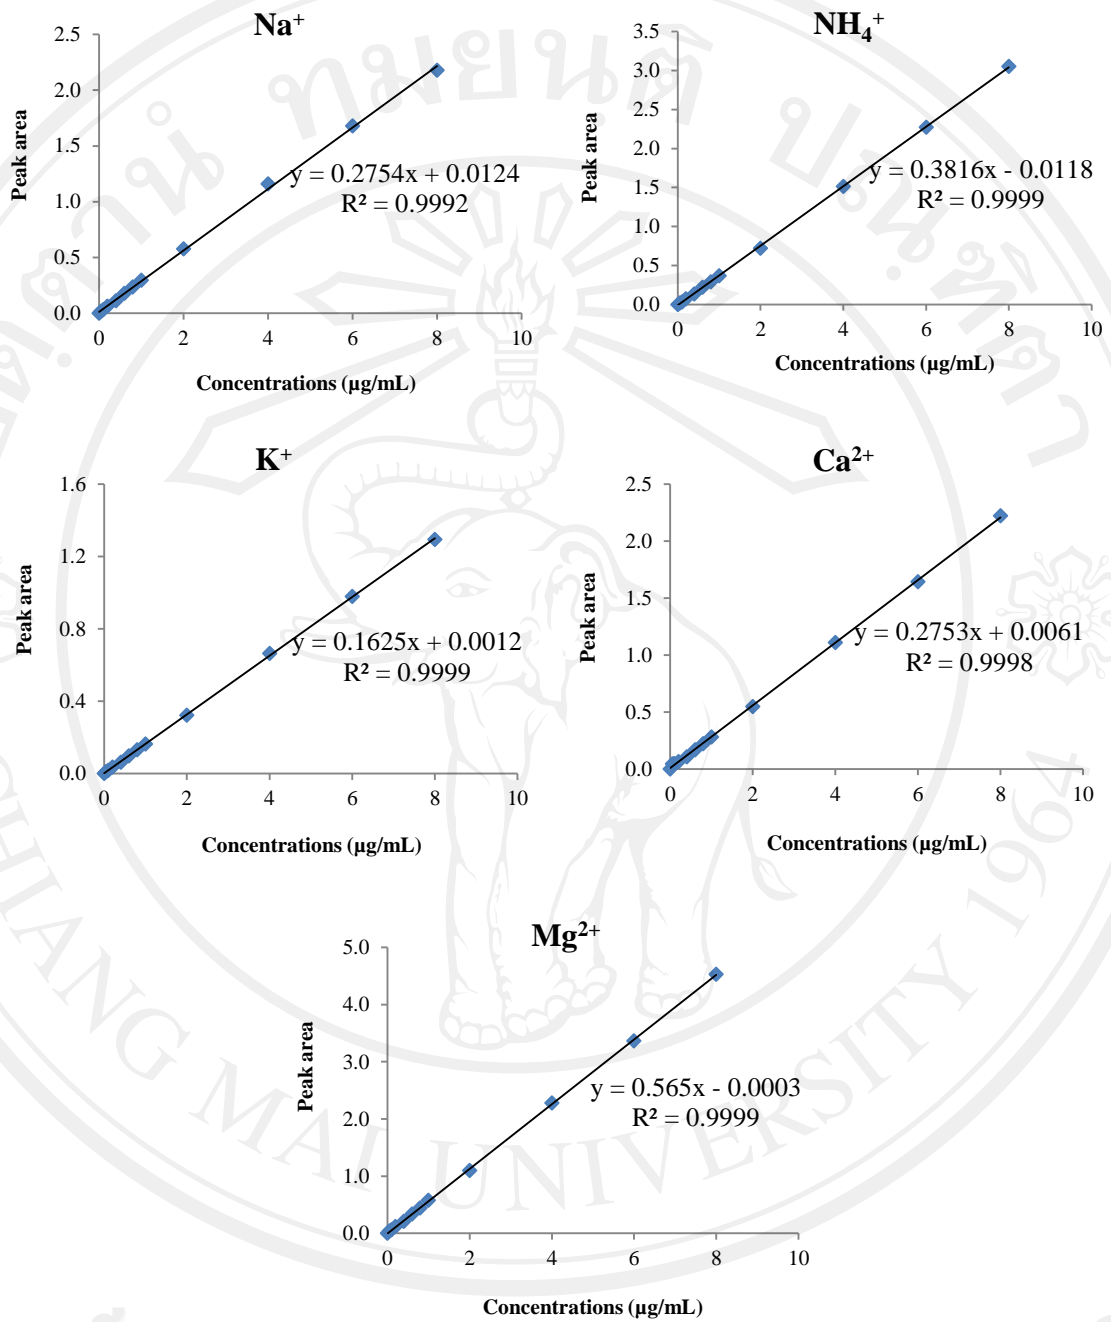 Na⁺
2.5
2.0
1.5
1.0
0.5
0.0
Peak area
y = 0.2754x + 0.0124
R² = 0.9992
0 2 4 6 8 10
Concentrations (µg/mL)
NH₄⁺
3.5
3.0
2.5
2.0
1.5
1.0
0.5
0.0
Peak area
y = 0.3816x - 0.0118
R² = 0.9999
0 2 4 6 8 10
Concentrations (µg/mL)
K⁺
1.6
1.2
0.8
0.4
0.0
Peak area
y = 0.1625x + 0.0012
R² = 0.9999
0 2 4 6 8 10
Concentrations (µg/mL)
Ca²⁺
2.5
2.0
1.5
1.0
0.5
0.0
Peak area
y = 0.2753x + 0.0061
R² = 0.9998
0 2 4 6 8 10
Concentrations (µg/mL)
Mg²⁺
5.0
4.0
3.0
2.0
1.0
0.0
Peak area
y = 0.565x - 0.0003
R² = 0.9999
0 2 4 6 8 10
Concentrations (µg/mL)
CHIANG MAI UNIVERSITY 1964